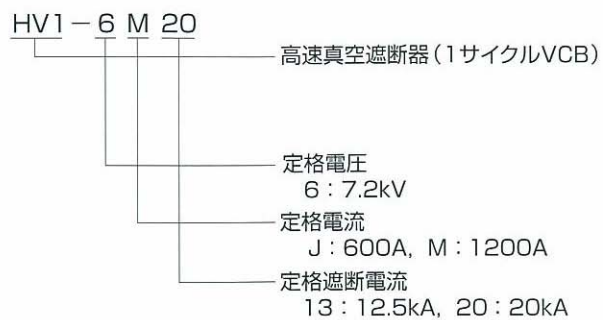 HV1－6 M 20
高速真空遮断器(1サイクルVCB)
定格電圧
6：7.2kV
定格電流
J：600A, M：1200A
定格遮断電流
13：12.5kA, 20：20kA